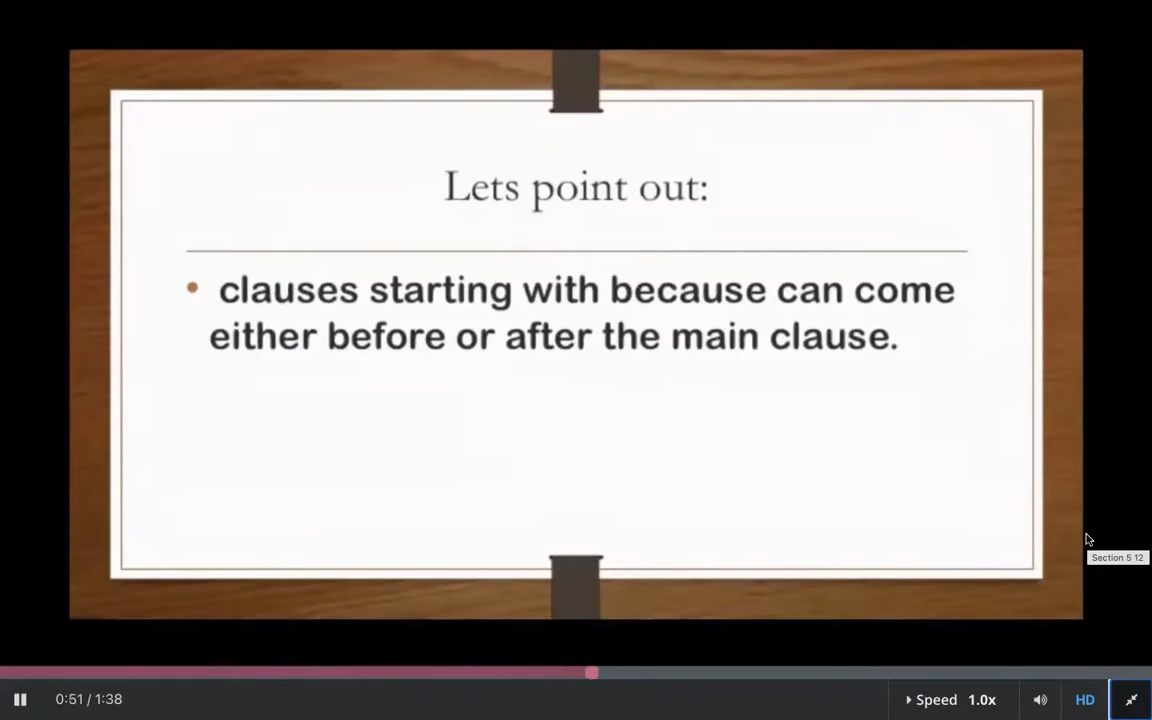 Lets point out:
• clauses starting with because can come
either before or after the main clause.
Section 5 12
0:51 / 1:38
Speed 1.0x
HD